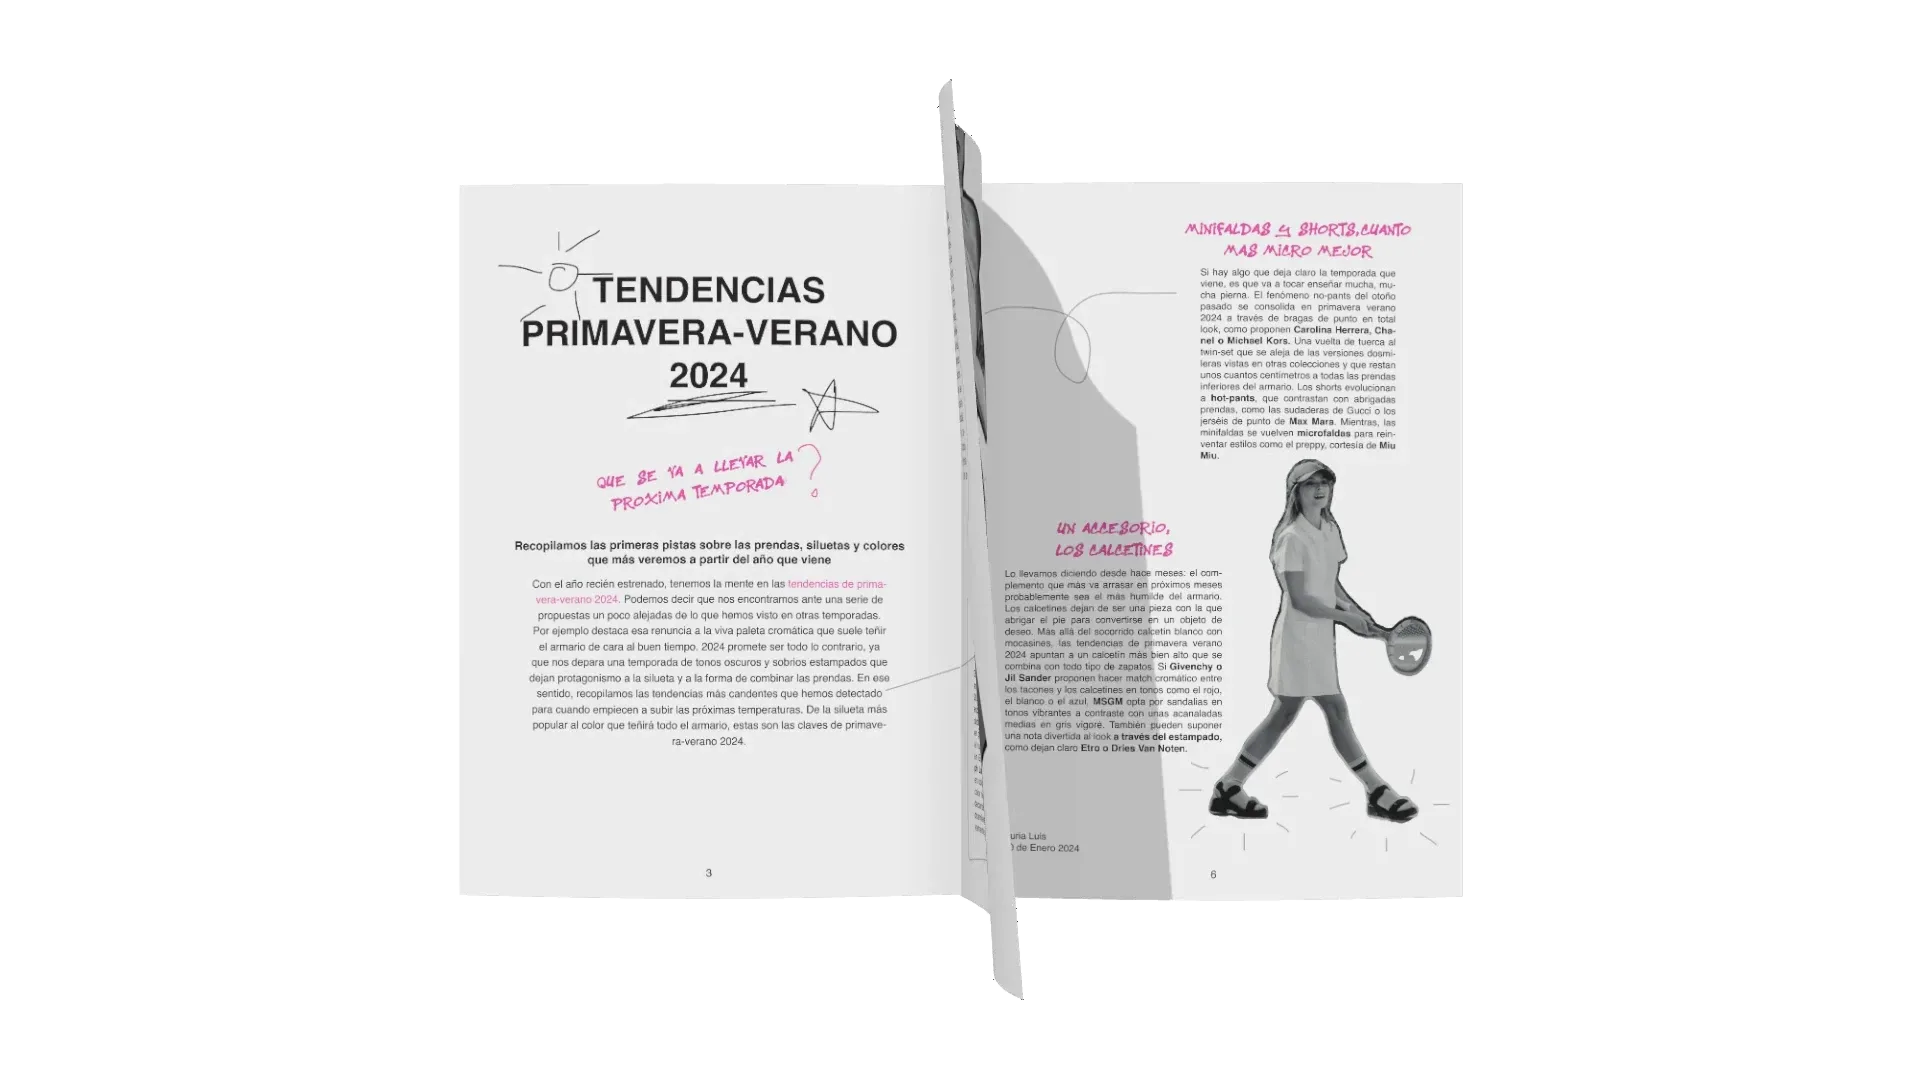 TENDENCIAS
PRIMAVERA-VERANO
2024
QUE SE VA A LLEVAR LA
PROXIMA TEMPORADA?
Recopilamos las primeras pistas sobre las prendas, siluetas y colores
que más veremos a partir del año que viene
Con el año recién estrenado, tenemos la mente en las tendencias de prima-
vera-verano 2024. Podemos decir que nos encontramos ante una serie de
propuestas un poco alejadas de lo que hemos visto en otras temporadas.
Por ejemplo destaca esa renuncia a la viva paleta cromática que suele teñir
el armario de cara al buen tiempo. 2024 promete ser todo lo contrario, ya
que nos depara una temporada de tonos oscuros y sobrios estampados que
dejan protagonismo a la silueta y a la forma de combinar las prendas. En ese
sentido, recopilamos las tendencias más candentes que hemos detectado
para cuando empiecen a subir las próximas temperaturas. De la silueta más
popular al color que teñirá todo el armario, estas son las claves de primave-
ra-verano 2024.
3
MINIFALDAS y SHORTS,CUANTO
MAS MICRO MEJOR
Si hay algo que deja claro la temporada que
viene, es que va a tocar enseñar mucha, mu-
cha pierna. El fenómeno no-pants del otoño
pasado se consolida en primavera verano
2024 a través de bragas de punto en total
look, como proponen Carolina Herrera, Cha-
nel o Michael Kors. Una vuelta de tuerca al
twin-set que se aleja de las versiones dosmi-
leras vistas en otras colecciones y que restan
unos cuantos centímetros a todas las prendas
inferiores del armario. Los shorts evolucionan
a hot-pants, que contrastan con abrigadas
prendas, como las sudaderas de Gucci o los
jerséis de punto de Max Mara. Mientras, las
minifaldas se vuelven microfaldas para rein-
ventar estilos como el preppy, cortesía de Miu
Miu.
UN ACCESORIO,
LOS CALCETINES
Lo llevamos diciendo desde hace meses: el com-
plemento que más va arrasar en próximos meses
probablemente sea el más humilde del armario.
Los calcetines dejan de ser una pieza con la que
abrigar el pie para convertirse en un objeto de
deseo. Más allá del socorrido calcetín blanco con
mocasines, las tendencias de primavera verano
2024 apuntan a un calcetín más bien alto que se
combina con todo tipo de zapatos. Si Givenchy o
Jil Sander proponen hacer match cromático entre
los tacones y los calcetines en tonos como el rojo,
el blanco o el azul, MSGM opta por sandalias en
tonos vibrantes a contraste con unas acanaladas
medias en gris vigoré. También pueden suponer
una nota divertida al look a través del estampado,
como dejan claro Etro o Dries Van Noten.
uria Luis
0 de Enero 2024
6